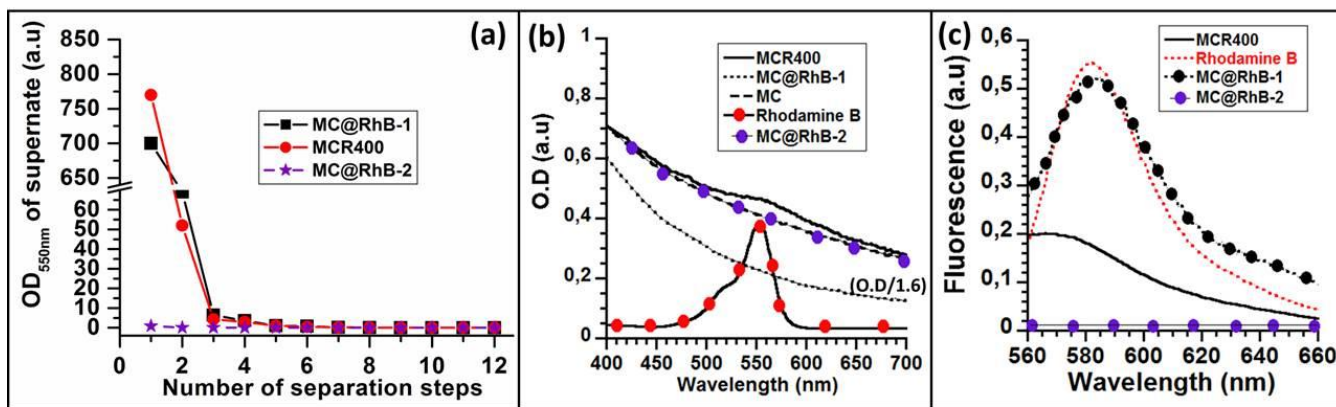 (a)
850
800
750
700
650
60
50
40
30
20
10
0
OD550nm of supernate (a.u)
MC@RhB-1
MCR400
MC@RhB-2
0 2 4 6 8 10 12
Number of separation steps
(b)
1
0,8
0,6
0,4
0,2
0
O.D (a.u)
MCR400
MC@RhB-1
MC
Rhodamine B
MC@RhB-2
(O.D/1.6)
400 450 500 550 600 650 700
Wavelength (nm)
(c)
0,6
0,5
0,4
0,3
0,2
0,1
0
Fluorescence (a.u)
MCR400
Rhodamine B
MC@RhB-1
MC@RhB-2
560 580 600 620 640 660
Wavelength (nm)